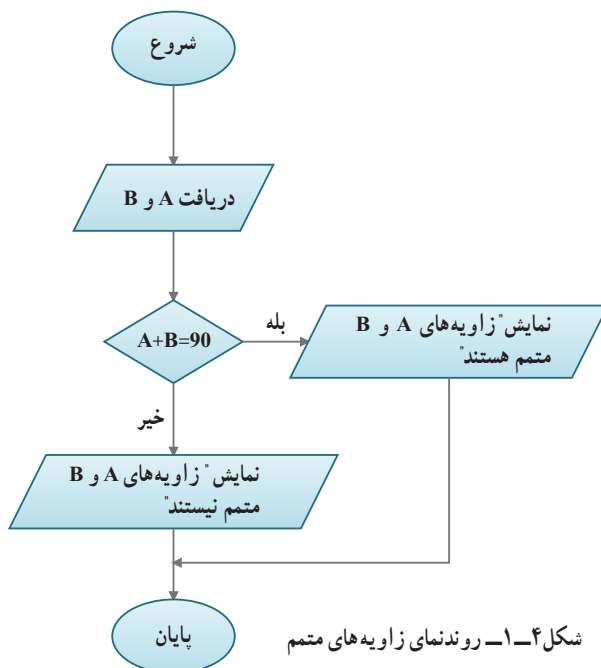 شروع
دریافت A و B
A+B=90
بله
نمایش" زاویه‌های A و B
متمم هستند"
خیر
نمایش " زاویه‌های A و B
متمم نیستند"
پایان
شکل۴ــ۱ــ روندنمای زاویه‌های متمم